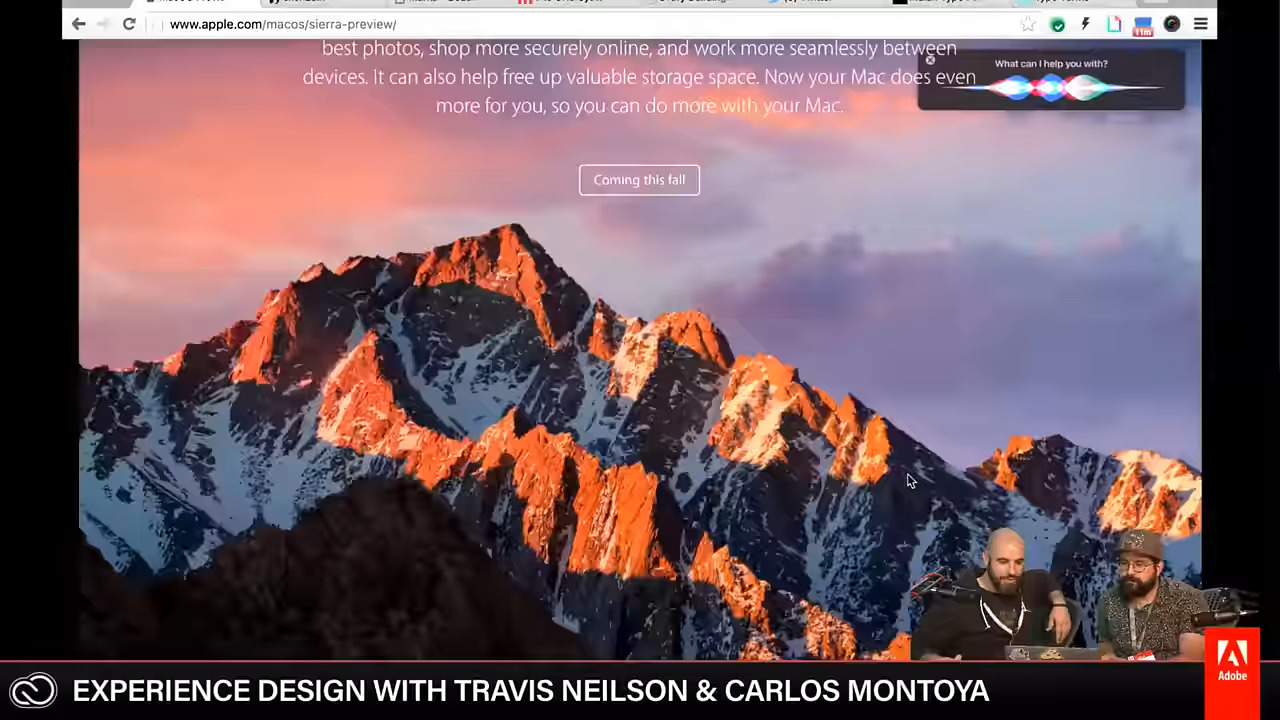 www.apple.com/macos/sierra-preview/
11m
best photos, shop more securely online, and work more seamlessly between
devices. It can also help free up valuable storage space. Now your Mac does even
more for you, so you can do more with your Mac.
What can I help you with?
Coming this fall
EXPERIENCE DESIGN WITH TRAVIS NEILSON & CARLOS MONTOYA
Adobe